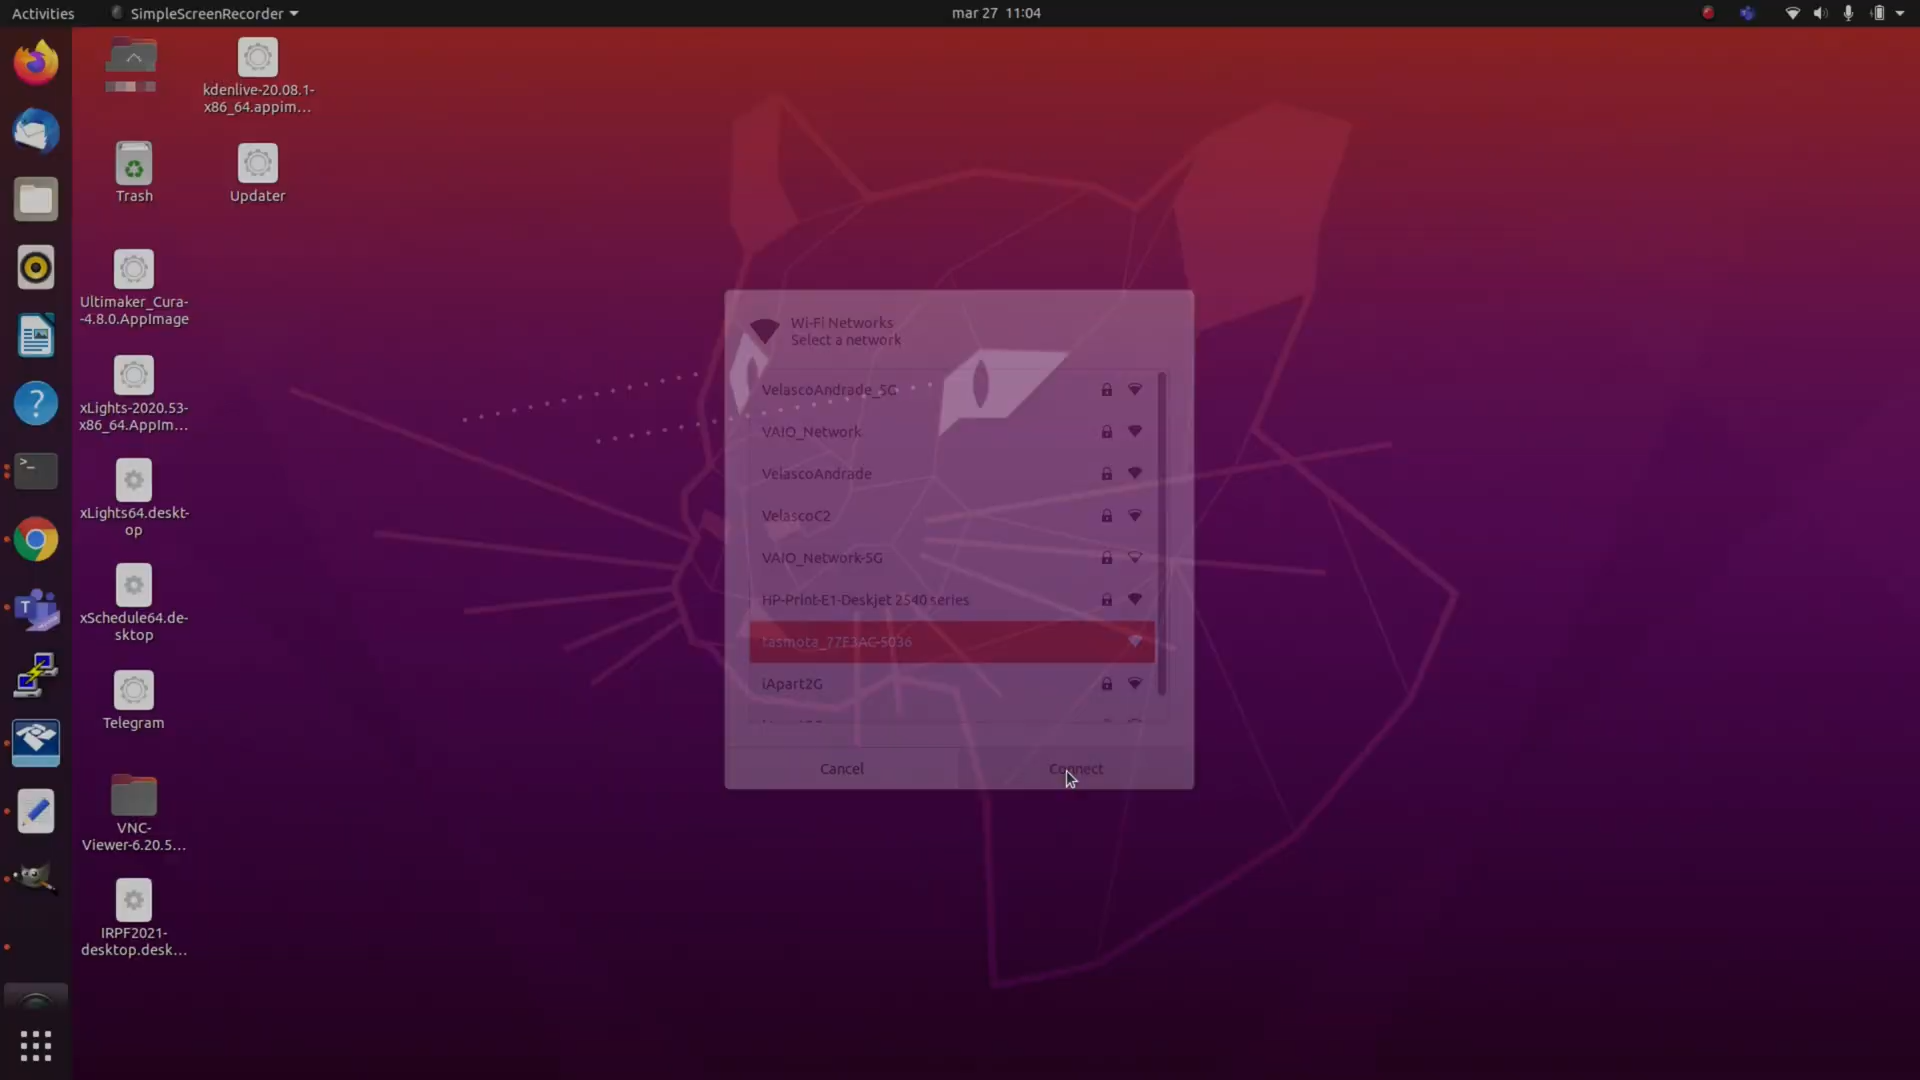 Activities
SimpleScreenRecorder
mar 27 11:04
kdenlive-20.08.1-
x86_64.appim...
Trash
Updater
Ultimaker_Cura-
-4.8.0.AppImage
xLights-2020.53-
x86_64.AppIm...
xLights64.deskt-
op
xSchedule64.de-
sktop
Telegram
VNC-
Viewer-6.20.5...
IRPF2021-
desktop.desk...
Wi-Fi Networks
Select a network
VelascoAndrade_5G
VAIO_Network
VelascoAndrade
VelascoC2
VAIO_Network-5G
HP-Print-E1-Deskjet 2540 series
tasmota_77E3AC-5036
iApart2G
Cancel
Connect